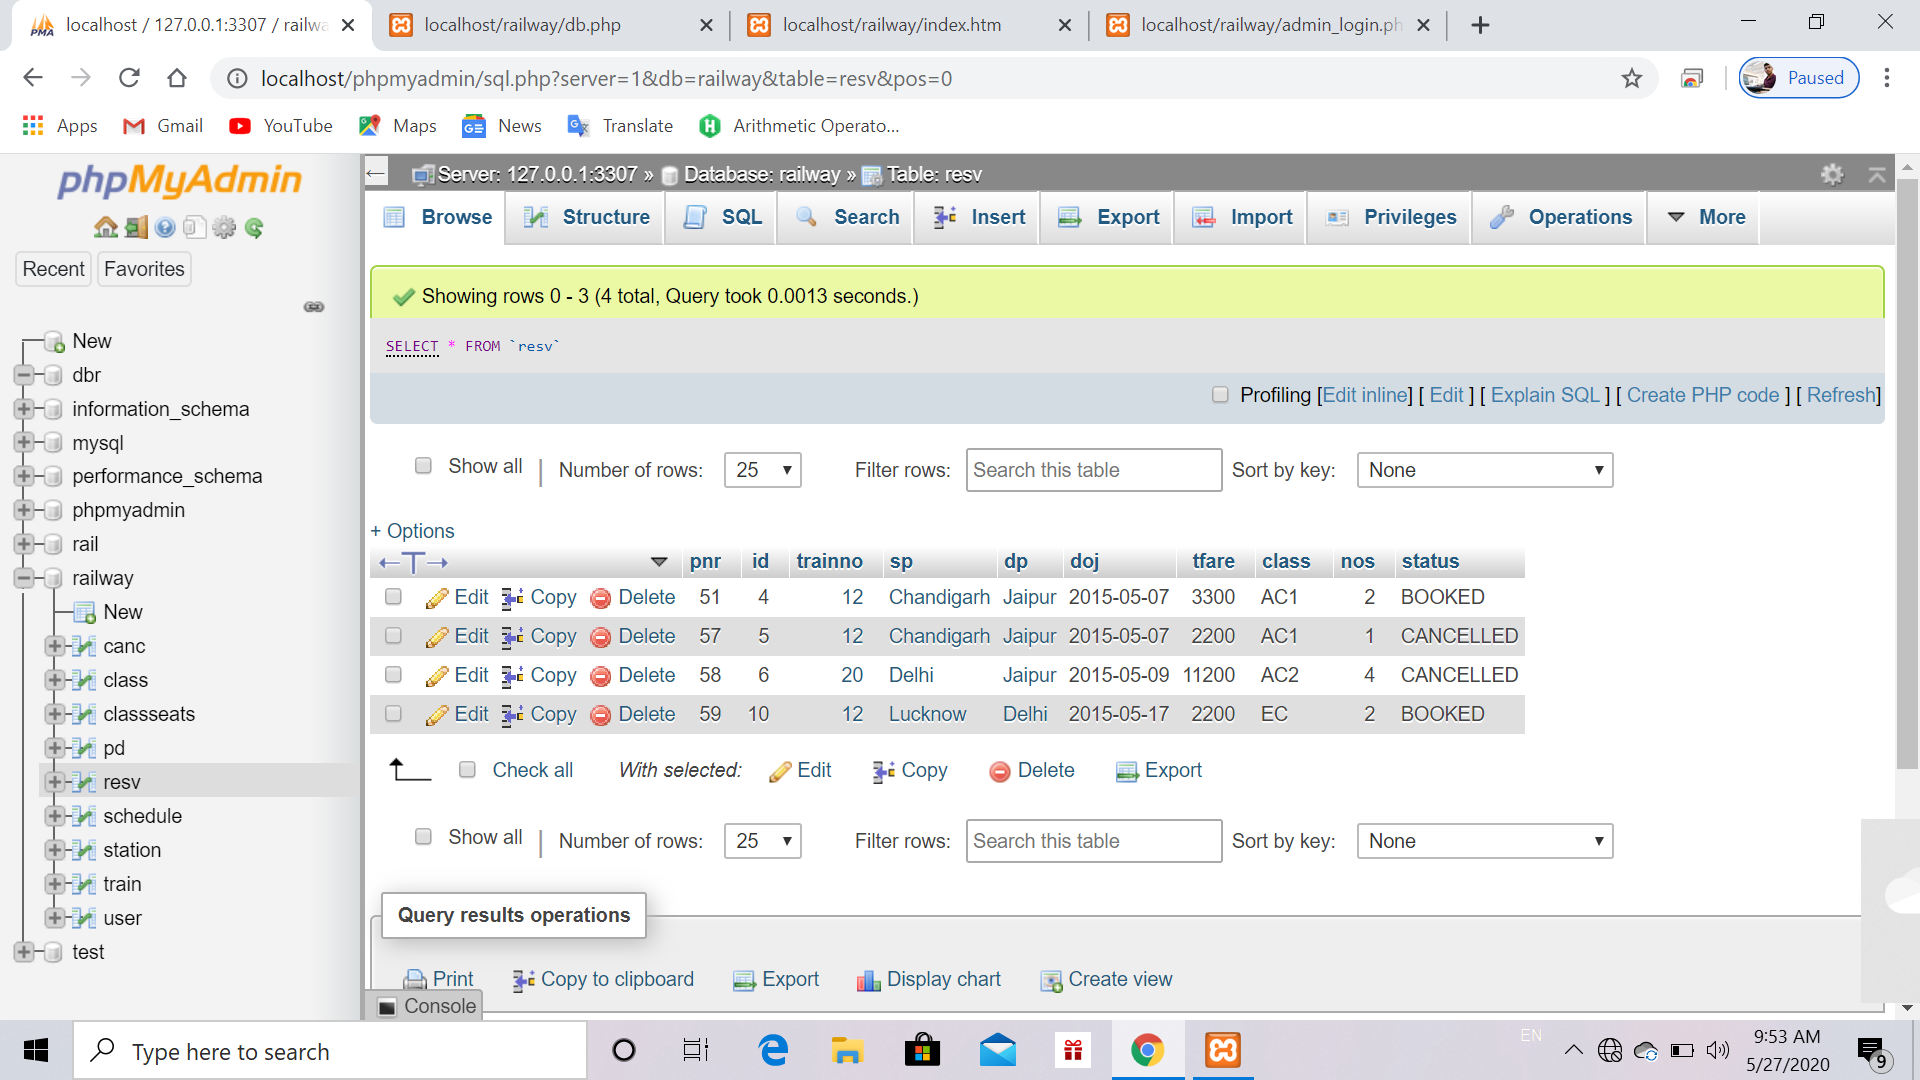 localhost / 127.0.0.1:3307 / railwa
localhost/railway/db.php
localhost/railway/index.htm
localhost/railway/admin_login.ph
localhost/phpmyadmin/sql.php?server=1&db=railway&table=resv&pos=0
Paused
Apps
Gmail
YouTube
Maps
News
Translate
Arithmetic Operato...
phpMyAdmin
Recent Favorites
New
dbr
information_schema
mysql
performance_schema
phpmyadmin
rail
railway
New
canc
class
classseats
pd
resv
schedule
station
train
user
test
Server: 127.0.0.1:3307 » Database: railway » Table: resv
Browse Structure SQL Search Insert Export Import Privileges Operations More
Showing rows 0 - 3 (4 total, Query took 0.0013 seconds.)
SELECT * FROM `resv`
Profiling [Edit inline] [ Edit ] [ Explain SQL ] [ Create PHP code ] [ Refresh]
Show all | Number of rows: 25 Filter rows: Search this table Sort by key: None
+ Options
pnr id trainno sp dp doj tfare class nos status
Edit Copy Delete 51 4 12 Chandigarh Jaipur 2015-05-07 3300 AC1 2 BOOKED
Edit Copy Delete 57 5 12 Chandigarh Jaipur 2015-05-07 2200 AC1 1 CANCELLED
Edit Copy Delete 58 6 20 Delhi Jaipur 2015-05-09 11200 AC2 4 CANCELLED
Edit Copy Delete 59 10 12 Lucknow Delhi 2015-05-17 2200 EC 2 BOOKED
Check all With selected: Edit Copy Delete Export
Show all | Number of rows: 25 Filter rows: Search this table Sort by key: None
Query results operations
Print Copy to clipboard Export Display chart Create view
Console
Type here to search
EN
9:53 AM
5/27/2020
9